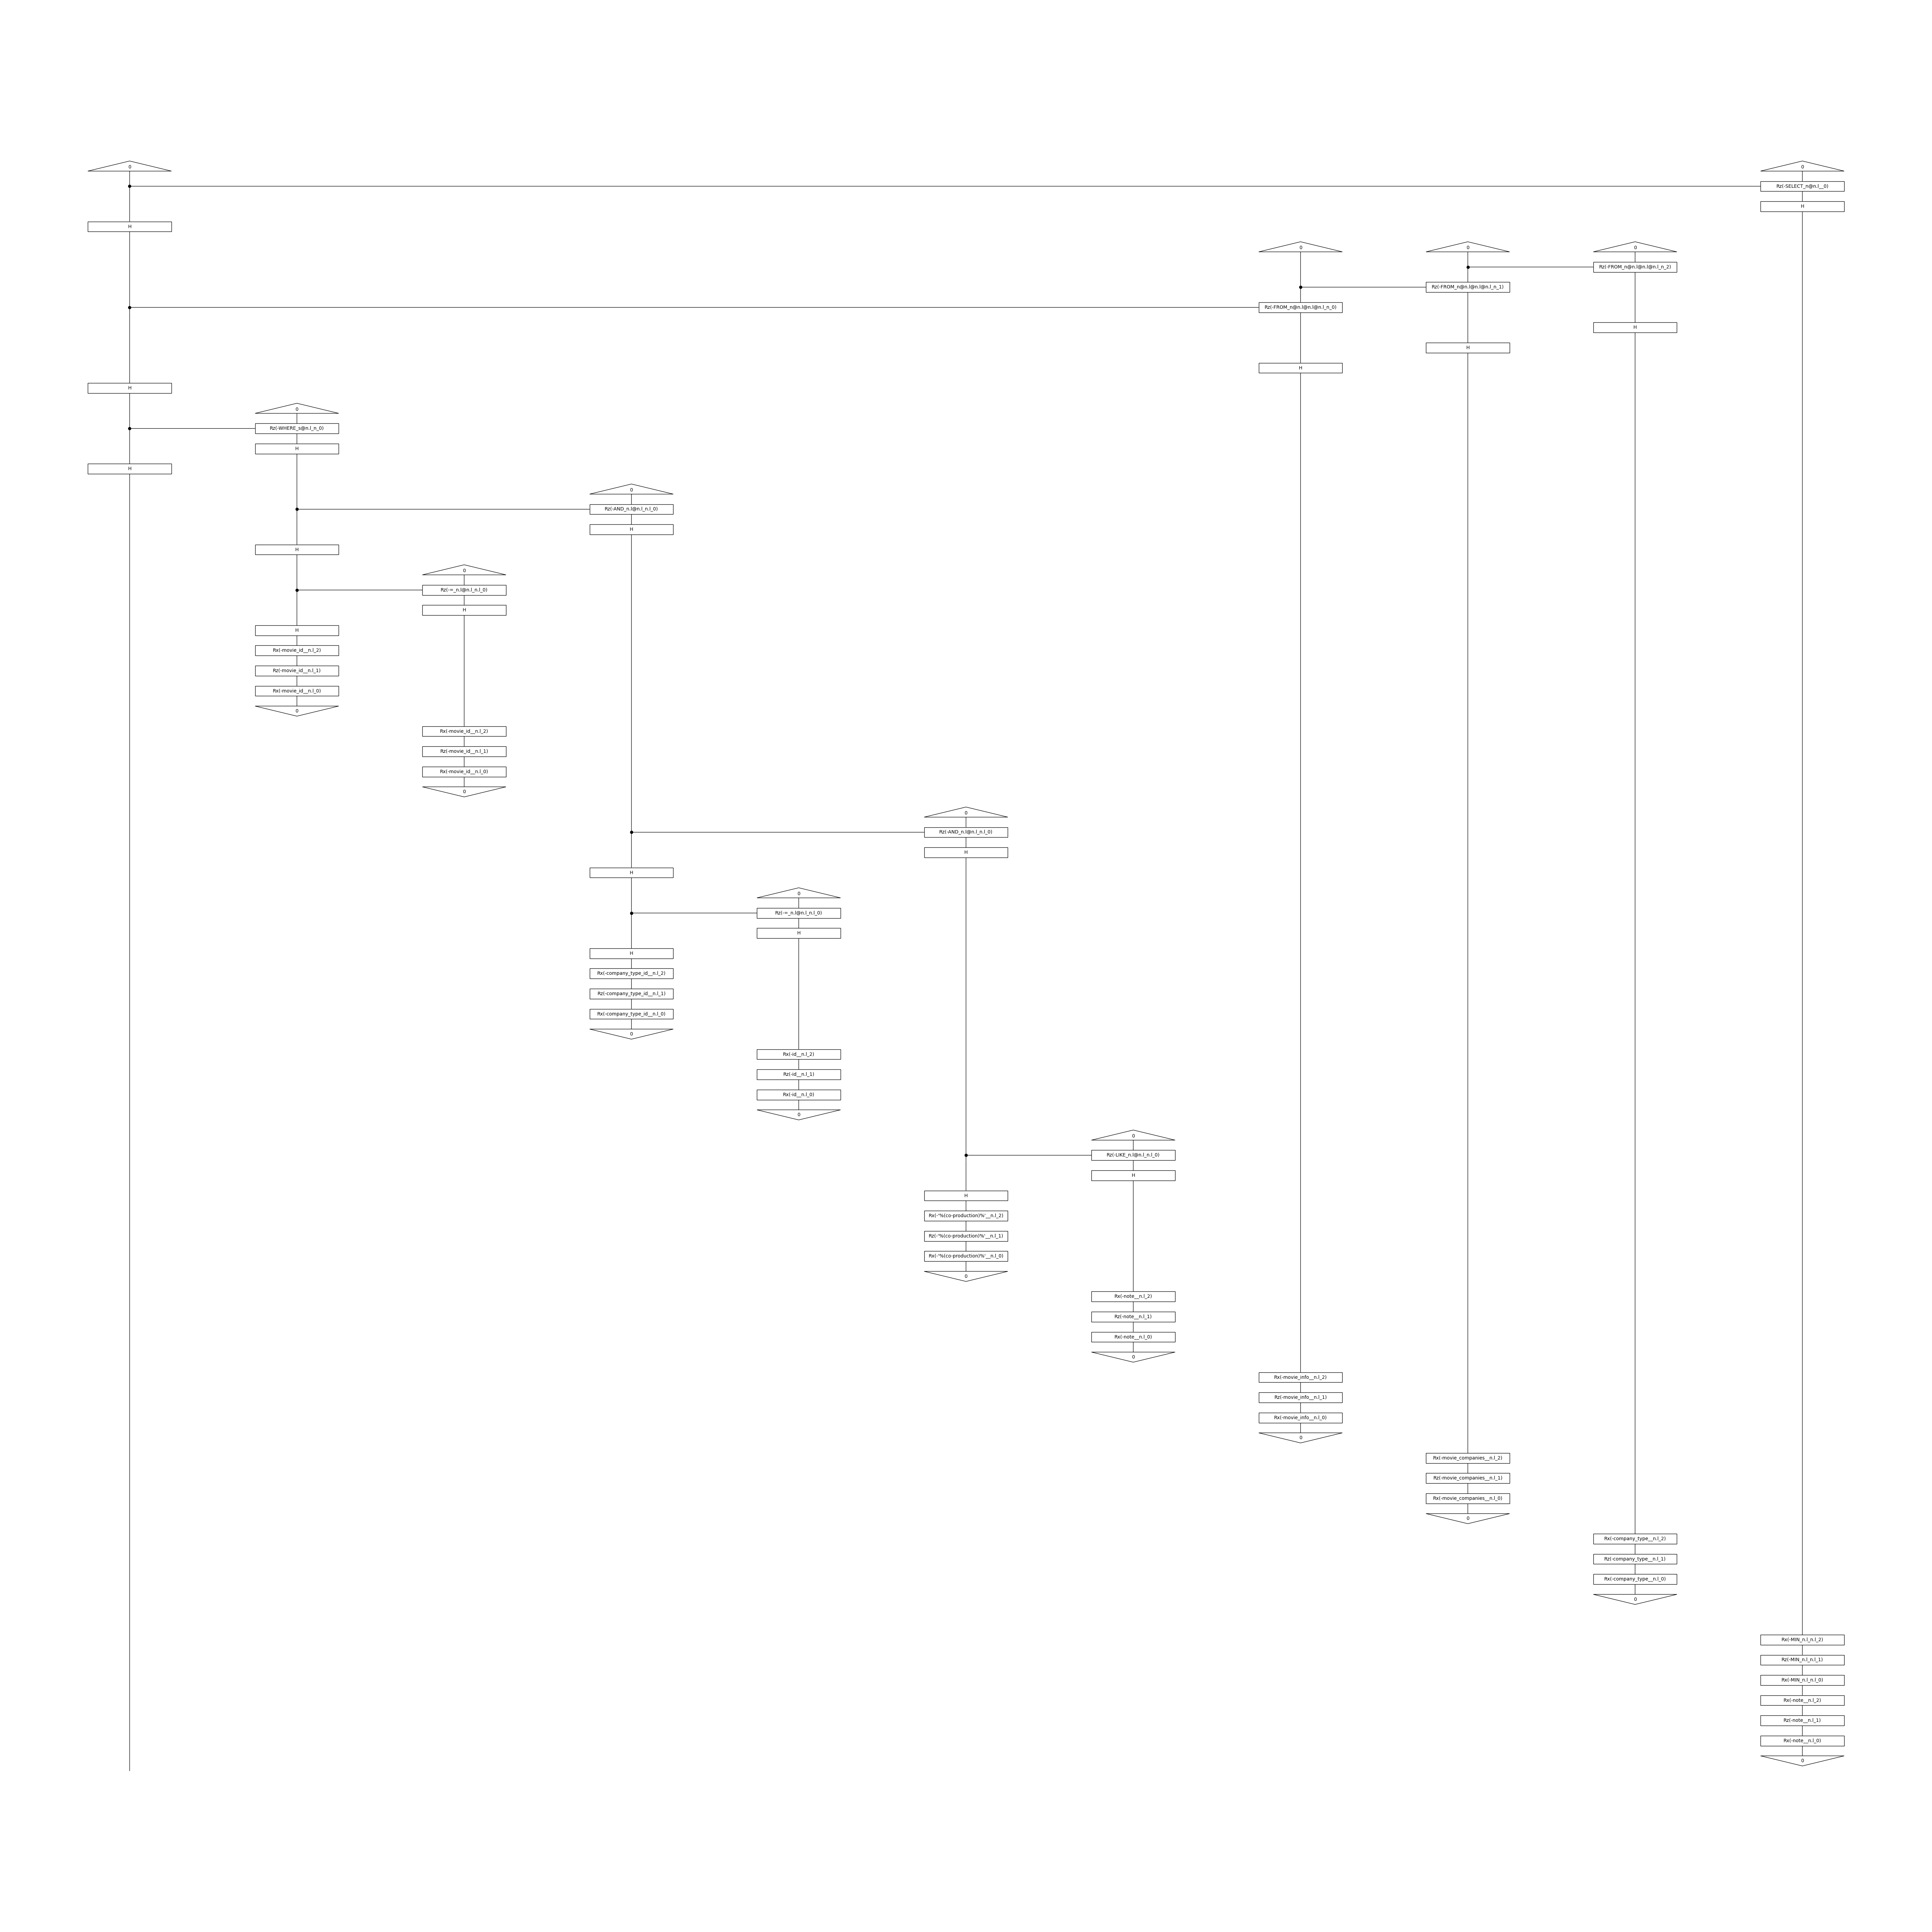 0 0
Rz(-SELECT_n@n.l__0)
H
H
0 0 0
Rz(-FROM_n@n.l@n.l@n.l_n_2)
Rz(-FROM_n@n.l@n.l@n.l_n_1)
Rz(-FROM_n@n.l@n.l@n.l_n_0)
H
H
H
H
0
Rz(-WHERE_s@n.l_n_0)
H
H
0
Rz(-AND_n.l@n.l_n.l_0)
H
H
0
Rz(-=_n.l@n.l_n.l_0)
H
H
Rx(-movie_id__n.l_2)
Rz(-movie_id__n.l_1)
Rx(-movie_id__n.l_0)
0
Rx(-movie_id__n.l_2)
Rz(-movie_id__n.l_1)
Rx(-movie_id__n.l_0)
0
0
Rz(-AND_n.l@n.l_n.l_0)
H
H
0
Rz(-=_n.l@n.l_n.l_0)
H
H
Rx(-company_type_id__n.l_2)
Rz(-company_type_id__n.l_1)
Rx(-company_type_id__n.l_0)
0
Rx(-id__n.l_2)
Rz(-id__n.l_1)
Rx(-id__n.l_0)
0
0
Rz(-LIKE_n.l@n.l_n.l_0)
H
H
Rx(-'%(co-production)%'__n.l_2)
Rz(-'%(co-production)%'__n.l_1)
Rx(-'%(co-production)%'__n.l_0)
0
Rx(-note__n.l_2)
Rz(-note__n.l_1)
Rx(-note__n.l_0)
0
Rx(-movie_info__n.l_2)
Rz(-movie_info__n.l_1)
Rx(-movie_info__n.l_0)
0
Rx(-movie_companies__n.l_2)
Rz(-movie_companies__n.l_1)
Rx(-movie_companies__n.l_0)
0
Rx(-company_type__n.l_2)
Rz(-company_type__n.l_1)
Rx(-company_type__n.l_0)
0
Rx(-MIN_n.l_n.l_2)
Rz(-MIN_n.l_n.l_1)
Rx(-MIN_n.l_n.l_0)
Rx(-note__n.l_2)
Rz(-note__n.l_1)
Rx(-note__n.l_0)
0